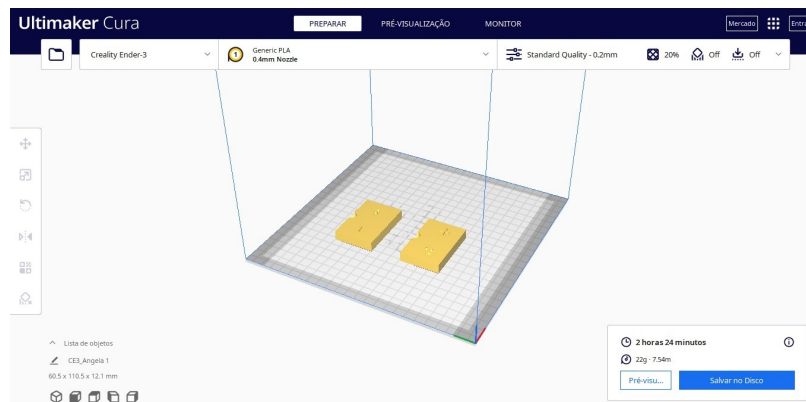 Ultimaker Cura
PREPARAR
PRÉ-VISUALIZAÇÃO
MONITOR
Mercado
Entra
Creality Ender-3
1
Generic PLA
0.4mm Nozzle
Standard Quality - 0.2mm
20%
Off
Off
Lista de objetos
CE3_Angela 1
60.5 x 110.5 x 12.1 mm
2 horas 24 minutos
22g · 7.54m
Pré-visu...
Salvar no Disco